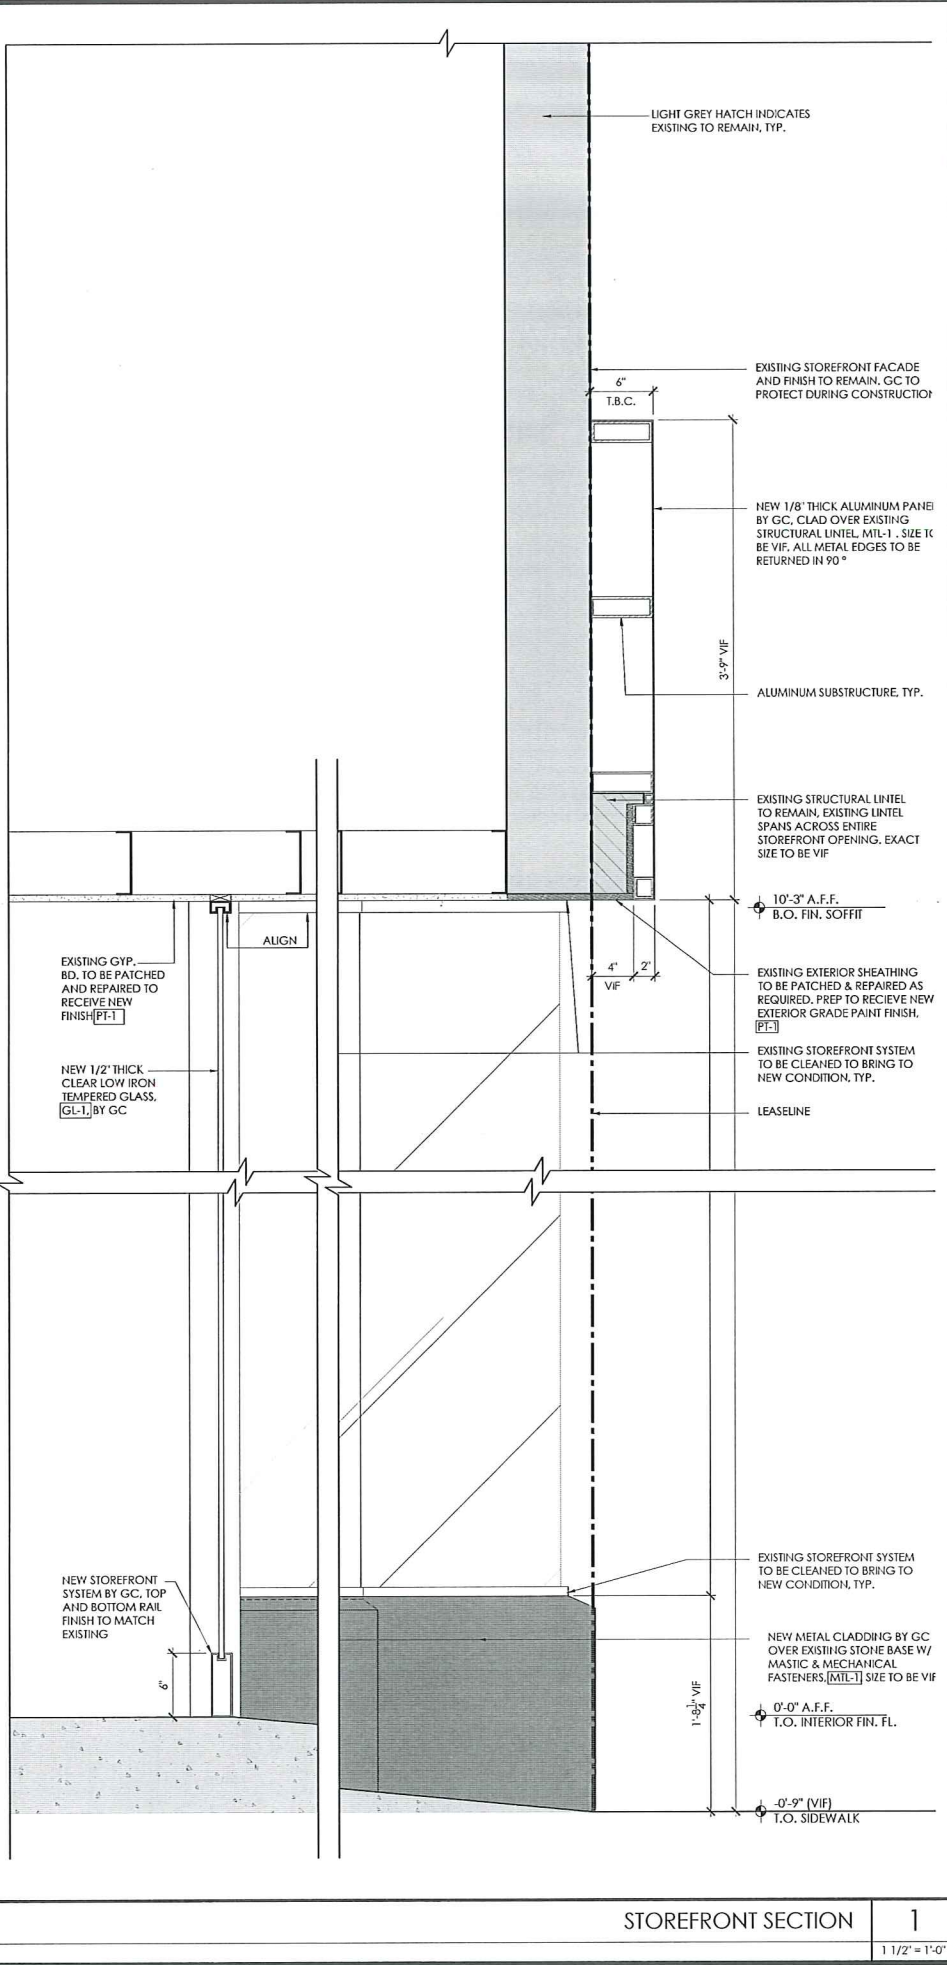 LIGHT GREY HATCH INDICATES
EXISTING TO REMAIN, TYP.
EXISTING STOREFRONT FACADE
AND FINISH TO REMAIN. GC TO
PROTECT DURING CONSTRUCTION
6"
T.B.C.
NEW 1/8" THICK ALUMINUM PANEL
BY GC, CLAD OVER EXISTING
STRUCTURAL LINTEL, MTL-1 . SIZE TO
BE VIF, ALL METAL EDGES TO BE
RETURNED IN 90 °
3'-9" VIF
ALUMINUM SUBSTRUCTURE, TYP.
EXISTING STRUCTURAL LINTEL
TO REMAIN, EXISTING LINTEL
SPANS ACROSS ENTIRE
STOREFRONT OPENING. EXACT
SIZE TO BE VIF
10'-3" A.F.F.
B.O. FIN. SOFFIT
ALIGN
EXISTING GYP.
BD. TO BE PATCHED
AND REPAIRED TO
RECEIVE NEW
FINISH PT-1
4" 2"
VIF
EXISTING EXTERIOR SHEATHING
TO BE PATCHED & REPAIRED AS
REQUIRED. PREP TO RECIEVE NEW
EXTERIOR GRADE PAINT FINISH,
PT-1
EXISTING STOREFRONT SYSTEM
TO BE CLEANED TO BRING TO
NEW CONDITION, TYP.
NEW 1/2" THICK
CLEAR LOW IRON
TEMPERED GLASS,
GL-1, BY GC
LEASELINE
EXISTING STOREFRONT SYSTEM
TO BE CLEANED TO BRING TO
NEW CONDITION, TYP.
NEW STOREFRONT
SYSTEM BY GC, TOP
AND BOTTOM RAIL
FINISH TO MATCH
EXISTING
6"
NEW METAL CLADDING BY GC
OVER EXISTING STONE BASE W/
MASTIC & MECHANICAL
FASTENERS, MTL-1 SIZE TO BE VIF
1'-8 1/4" VIF
0'-0" A.F.F.
T.O. INTERIOR FIN. FL.
-0'-9" (VIF)
T.O. SIDEWALK
STOREFRONT SECTION 1
1 1/2" = 1'-0"